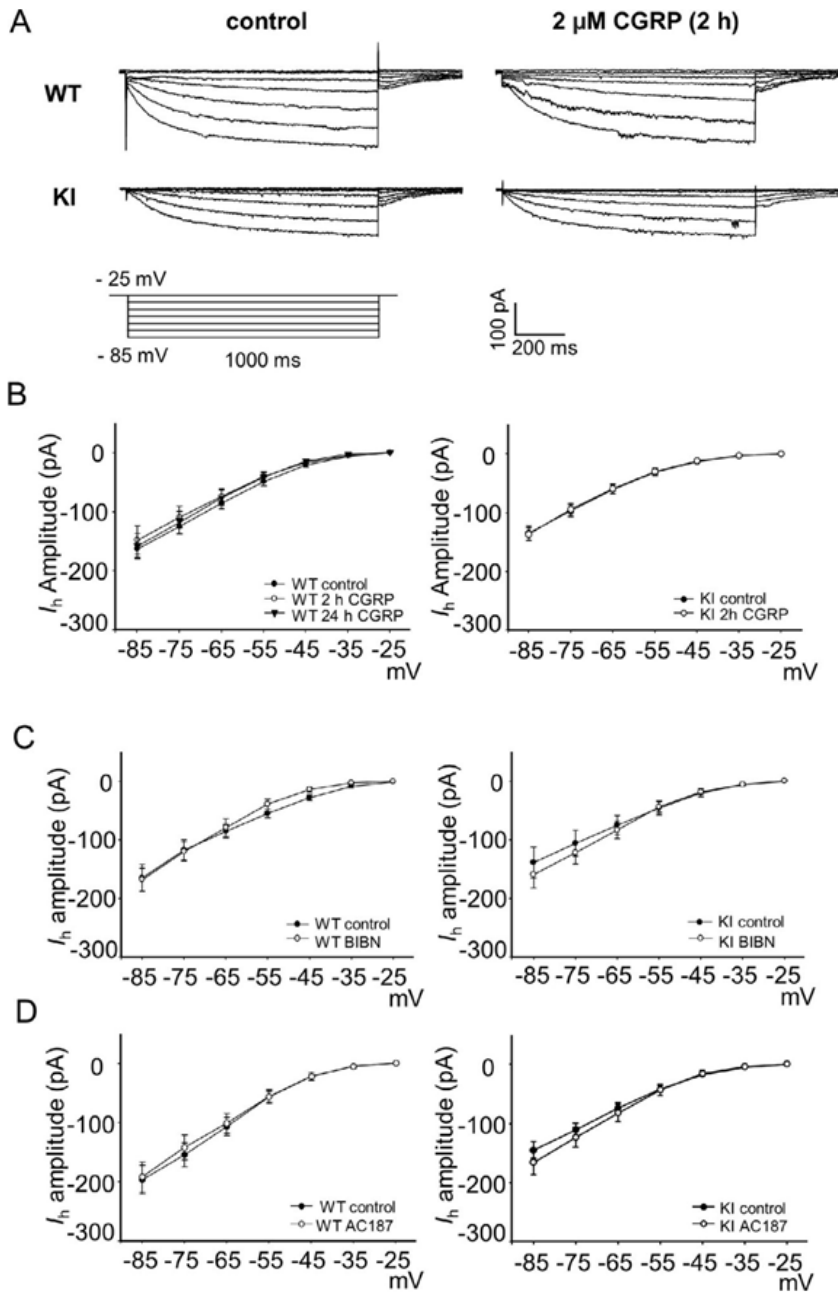 A
control
2 µM CGRP (2 h)
WT
KI
- 25 mV
- 85 mV
1000 ms
100 pA
200 ms
B
Ih Amplitude (pA)
0
-100
-200
-300
WT control
WT 2 h CGRP
WT 24 h CGRP
-85 -75 -65 -55 -45 -35 -25
mV
Ih Amplitude (pA)
0
-100
-200
-300
KI control
KI 2h CGRP
-85 -75 -65 -55 -45 -35 -25
mV
C
Ih amplitude (pA)
0
-100
-200
-300
WT control
WT BIBN
-85 -75 -65 -55 -45 -35 -25
mV
Ih amplitude (pA)
0
-100
-200
-300
KI control
KI BIBN
-85 -75 -65 -55 -45 -35 -25
mV
D
Ih amplitude (pA)
0
-100
-200
-300
WT control
WT AC187
-85 -75 -65 -55 -45 -35 -25
mV
Ih amplitude (pA)
0
-100
-200
-300
KI control
KI AC187
-85 -75 -65 -55 -45 -35 -25
mV